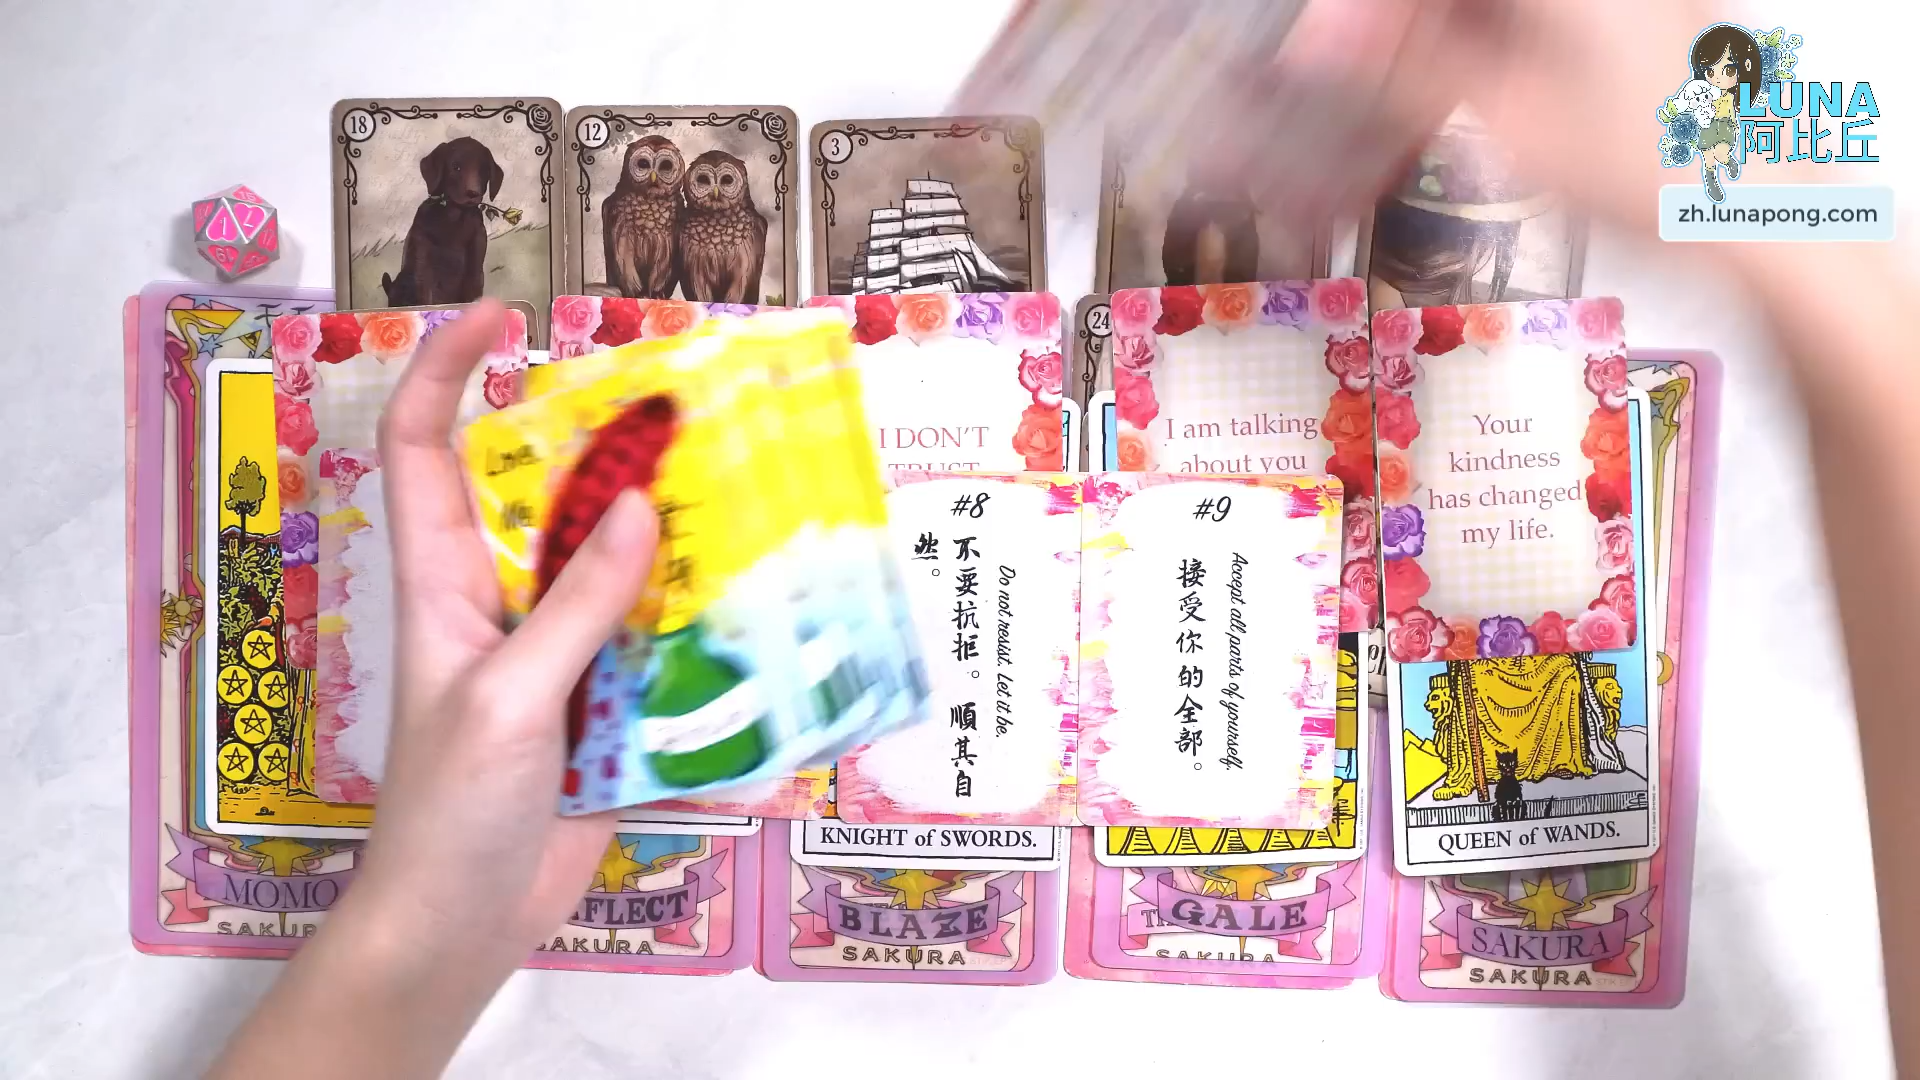 LUNA
阿比丘
zh.lunapong.com
18
12
3
24
I DON'T
TRUST
I am talking
about you
Your
kindness
has changed
my life.
#8
不要抗拒。順其自
然。
Do not resist. Let it be.
#9
接受你的全部。
Accept all parts of yourself.
KNIGHT of SWORDS.
QUEEN of WANDS.
MOMO
SAKUR
FLECT
SAKURA
BLAZE
SAKURA
GALE
SAKURA
SAKURA
SAKURA